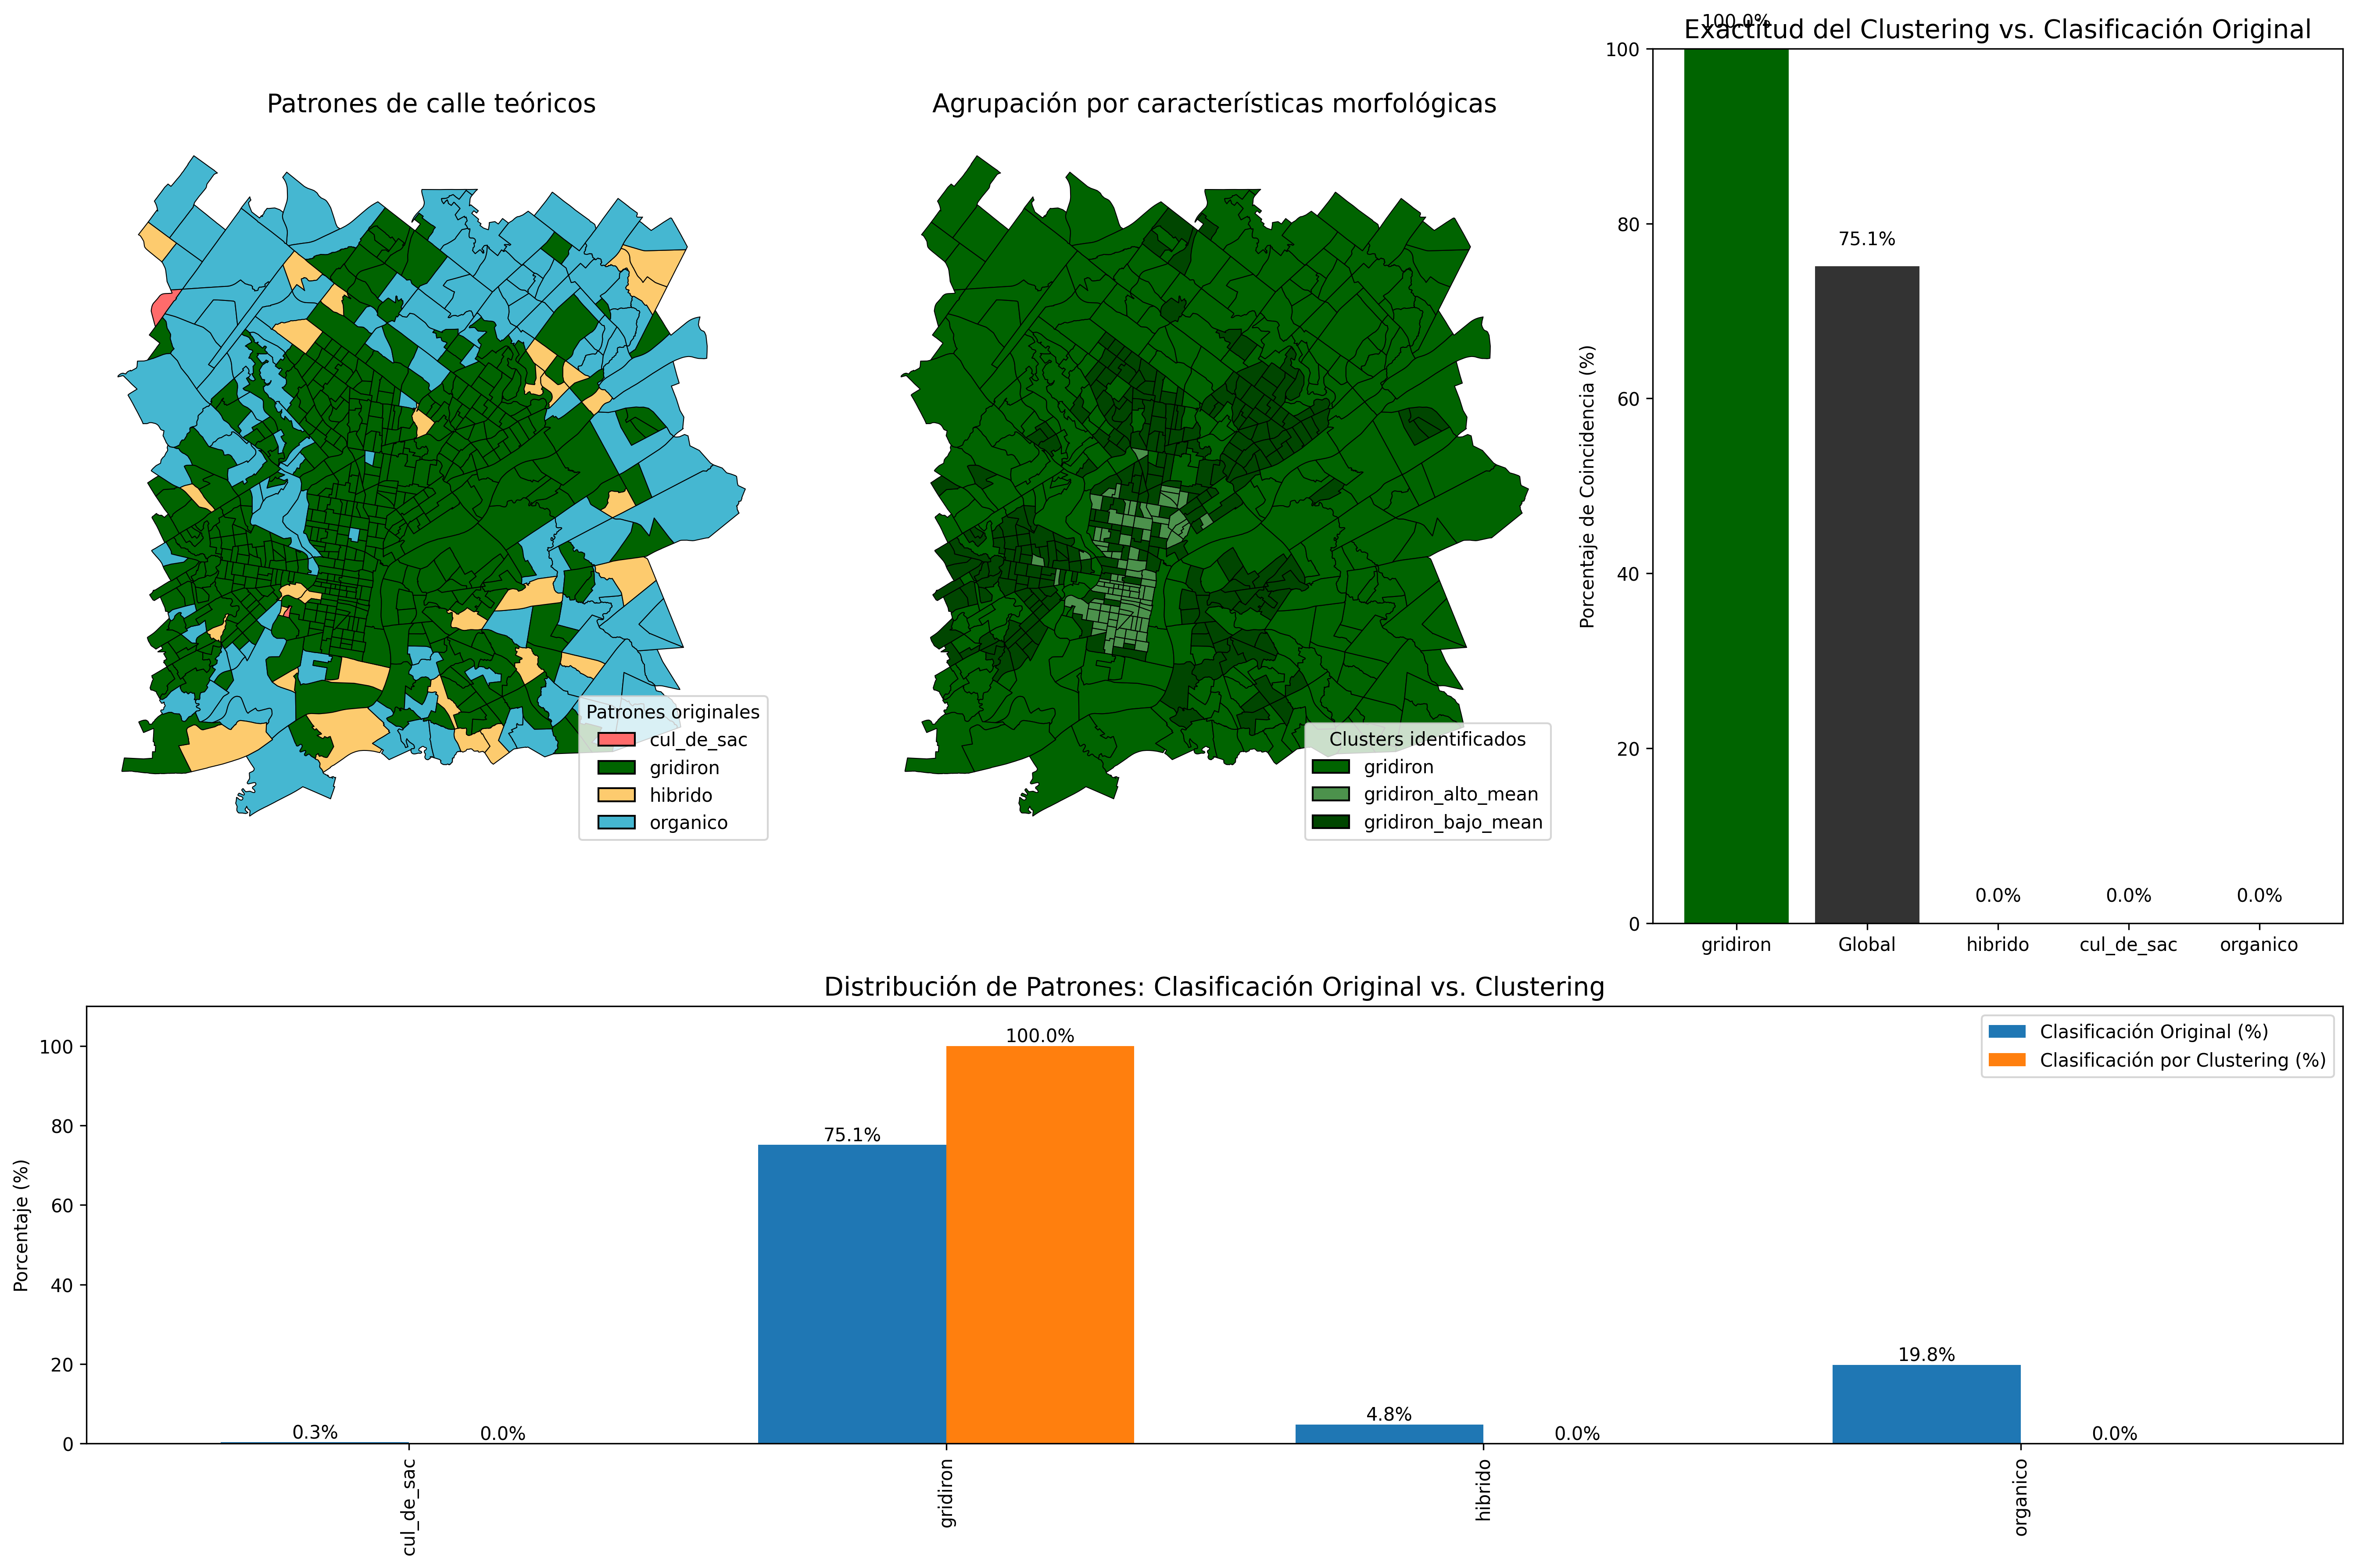 Patrones de calle teóricos
Patrones originales
cul_de_sac
gridiron
hibrido
organico
Agrupación por características morfológicas
Clusters identificados
gridiron
gridiron_alto_mean
gridiron_bajo_mean
Exactitud del Clustering vs. Clasificación Original
100.0%
Porcentaje de Coincidencia (%)
100
80
60
40
20
0
75.1%
0.0%
0.0%
0.0%
gridiron
Global
hibrido
cul_de_sac
organico
Distribución de Patrones: Clasificación Original vs. Clustering
Clasificación Original (%)
Clasificación por Clustering (%)
Porcentaje (%)
100
80
60
40
20
0
0.3%
0.0%
75.1%
100.0%
4.8%
0.0%
19.8%
0.0%
cul_de_sac
gridiron
hibrido
organico